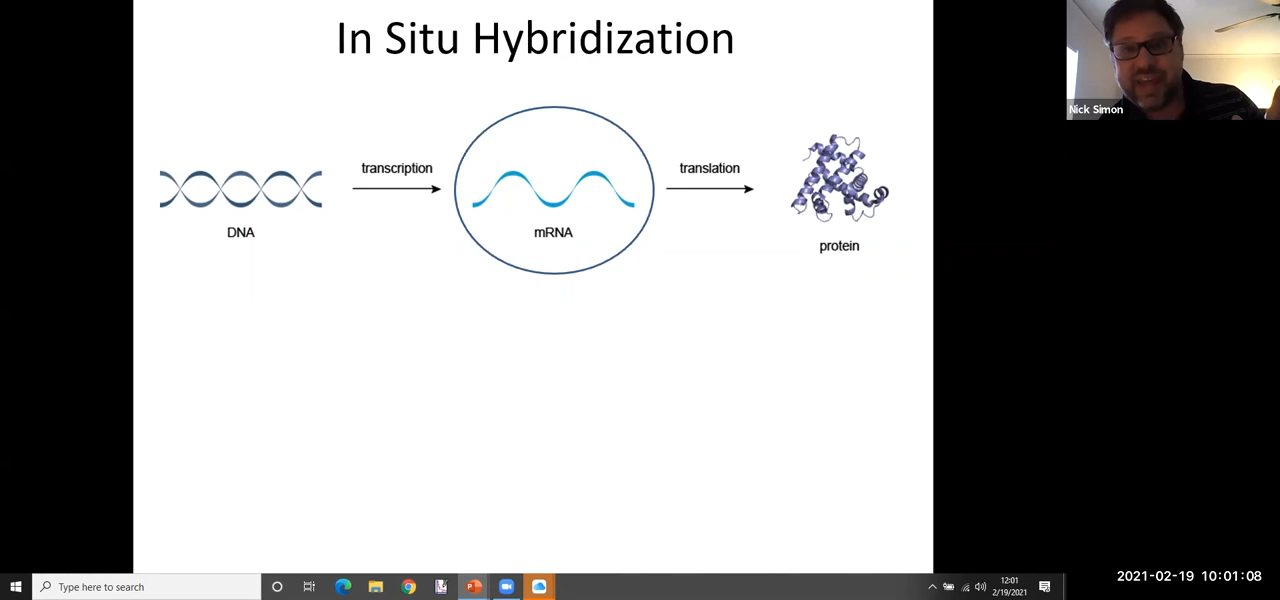 In Situ Hybridization
transcription
translation
DNA
mRNA
protein
Nick Simon
Type here to search
12:01
2/19/2021
2021-02-19 10:01:08